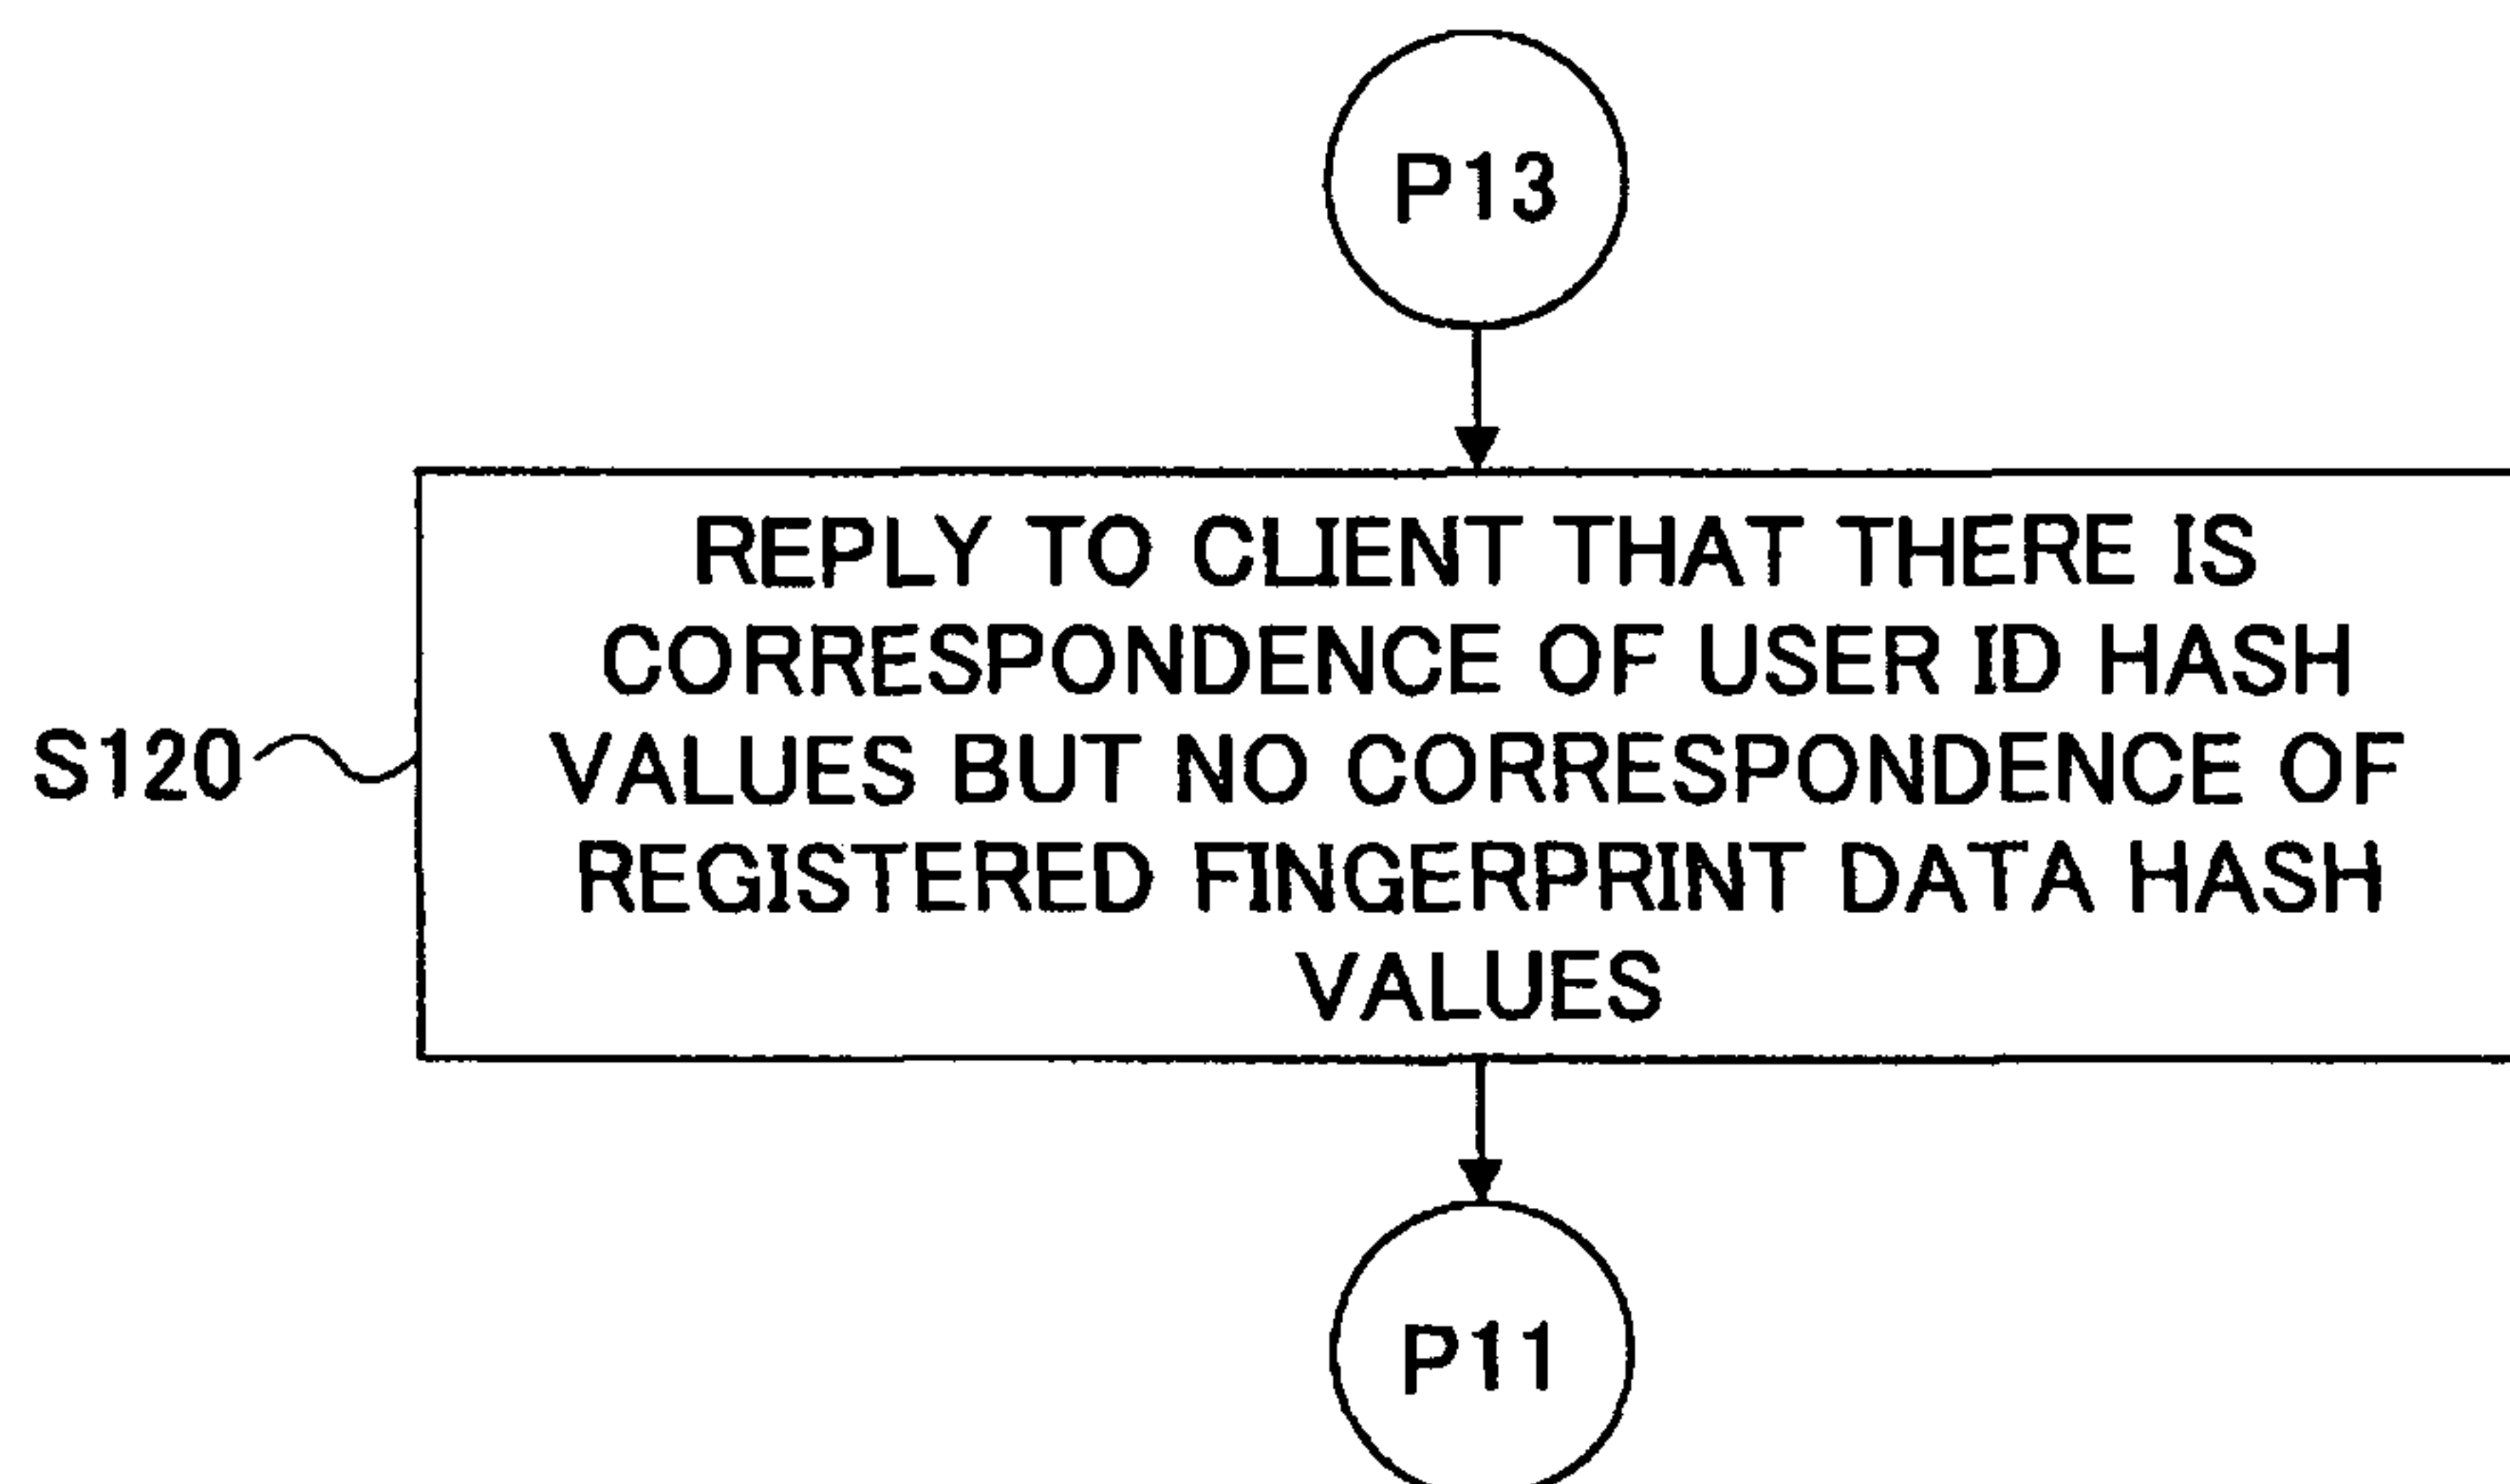 P13
REPLY TO CLIENT THAT THERE IS
CORRESPONDENCE OF USER ID HASH
S120
VALUES BUT NO CORRESPONDENCE OF
REGISTERED FINGERPRINT DATA HASH
VALUES
P11